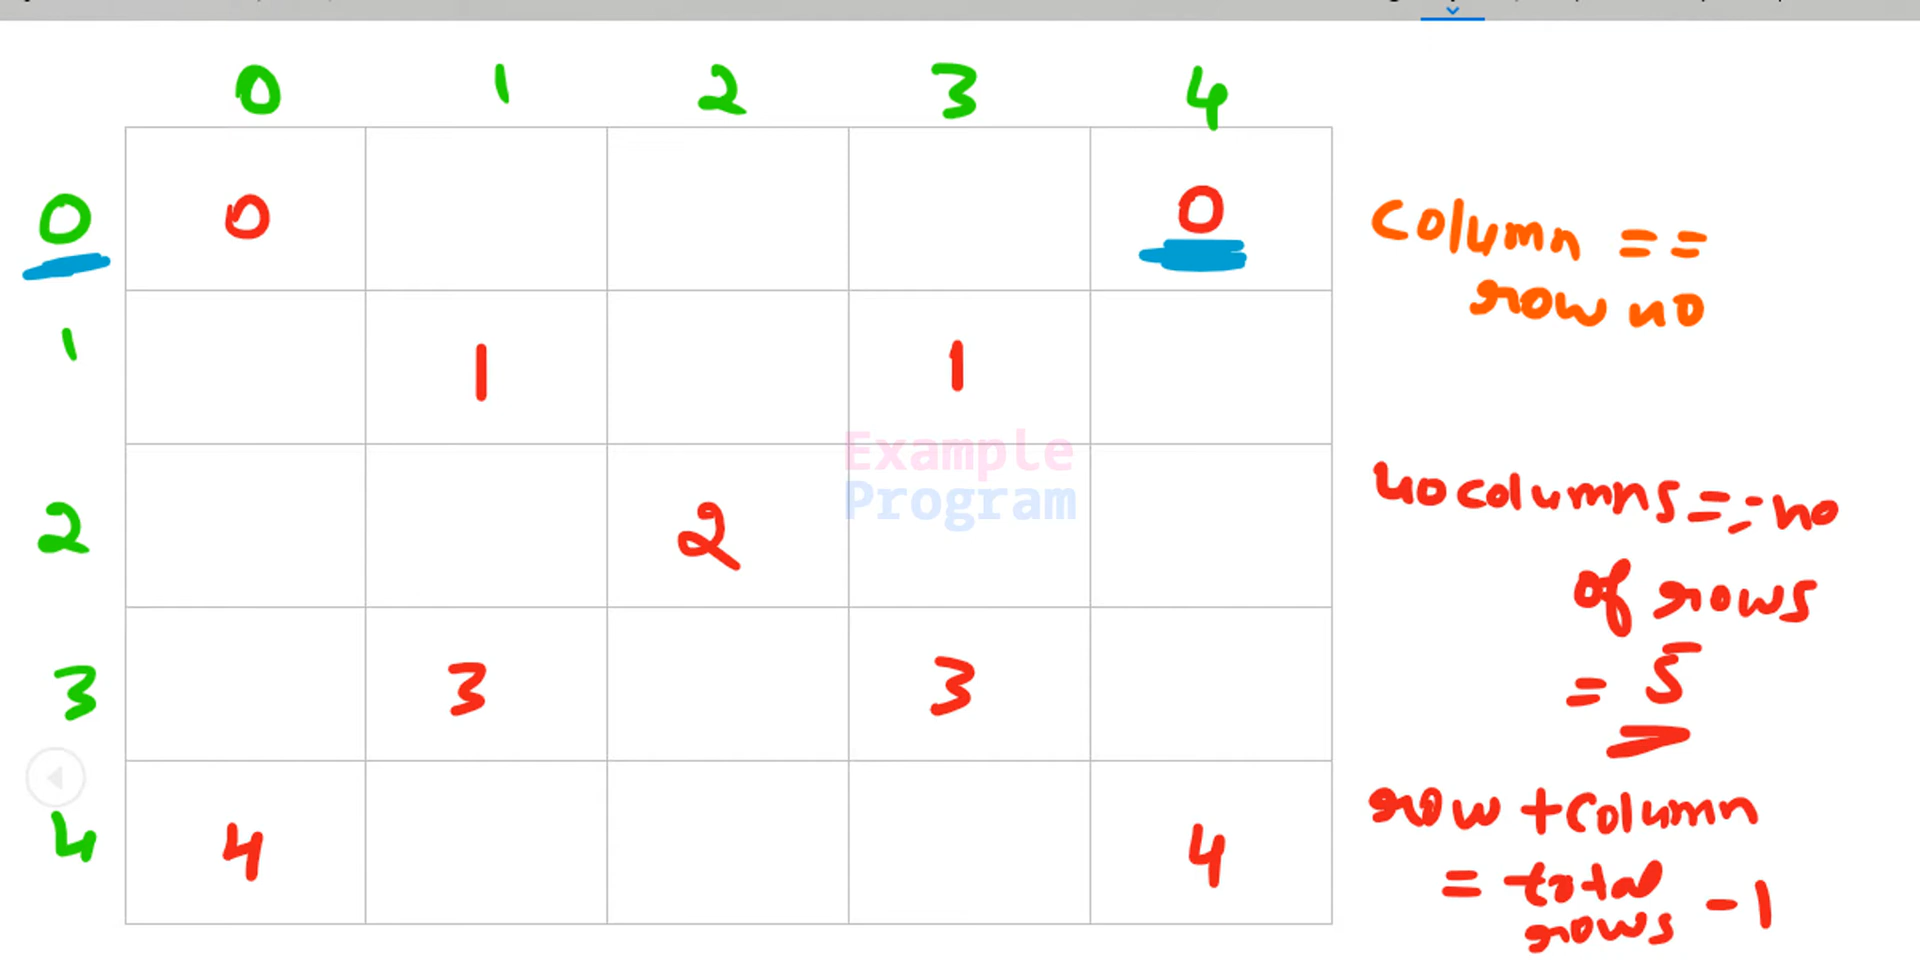 0 1 2 3 4
0 0 0
1 1 1
2 2
3 3 3
4 4 4
Example
Program
column ==
row no
no columns == no
of rows
= 5
row + column
= total
rows - 1